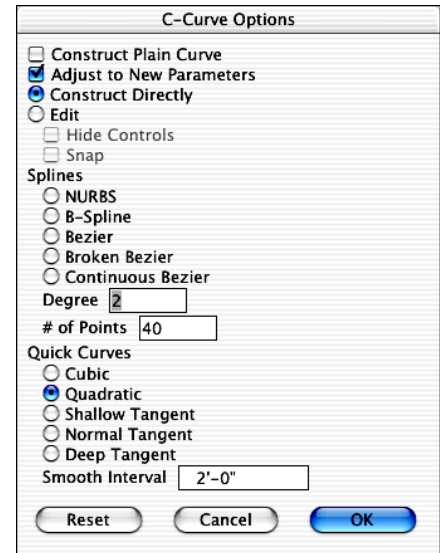 C-Curve Options
Construct Plain Curve
Adjust to New Parameters
Construct Directly
Edit
Hide Controls
Snap
Splines
NURBS
B-Spline
Bezier
Broken Bezier
Continuous Bezier
Degree 2
# of Points 40
Quick Curves
Cubic
Quadratic
Shallow Tangent
Normal Tangent
Deep Tangent
Smooth Interval 2'-0"
Reset Cancel OK